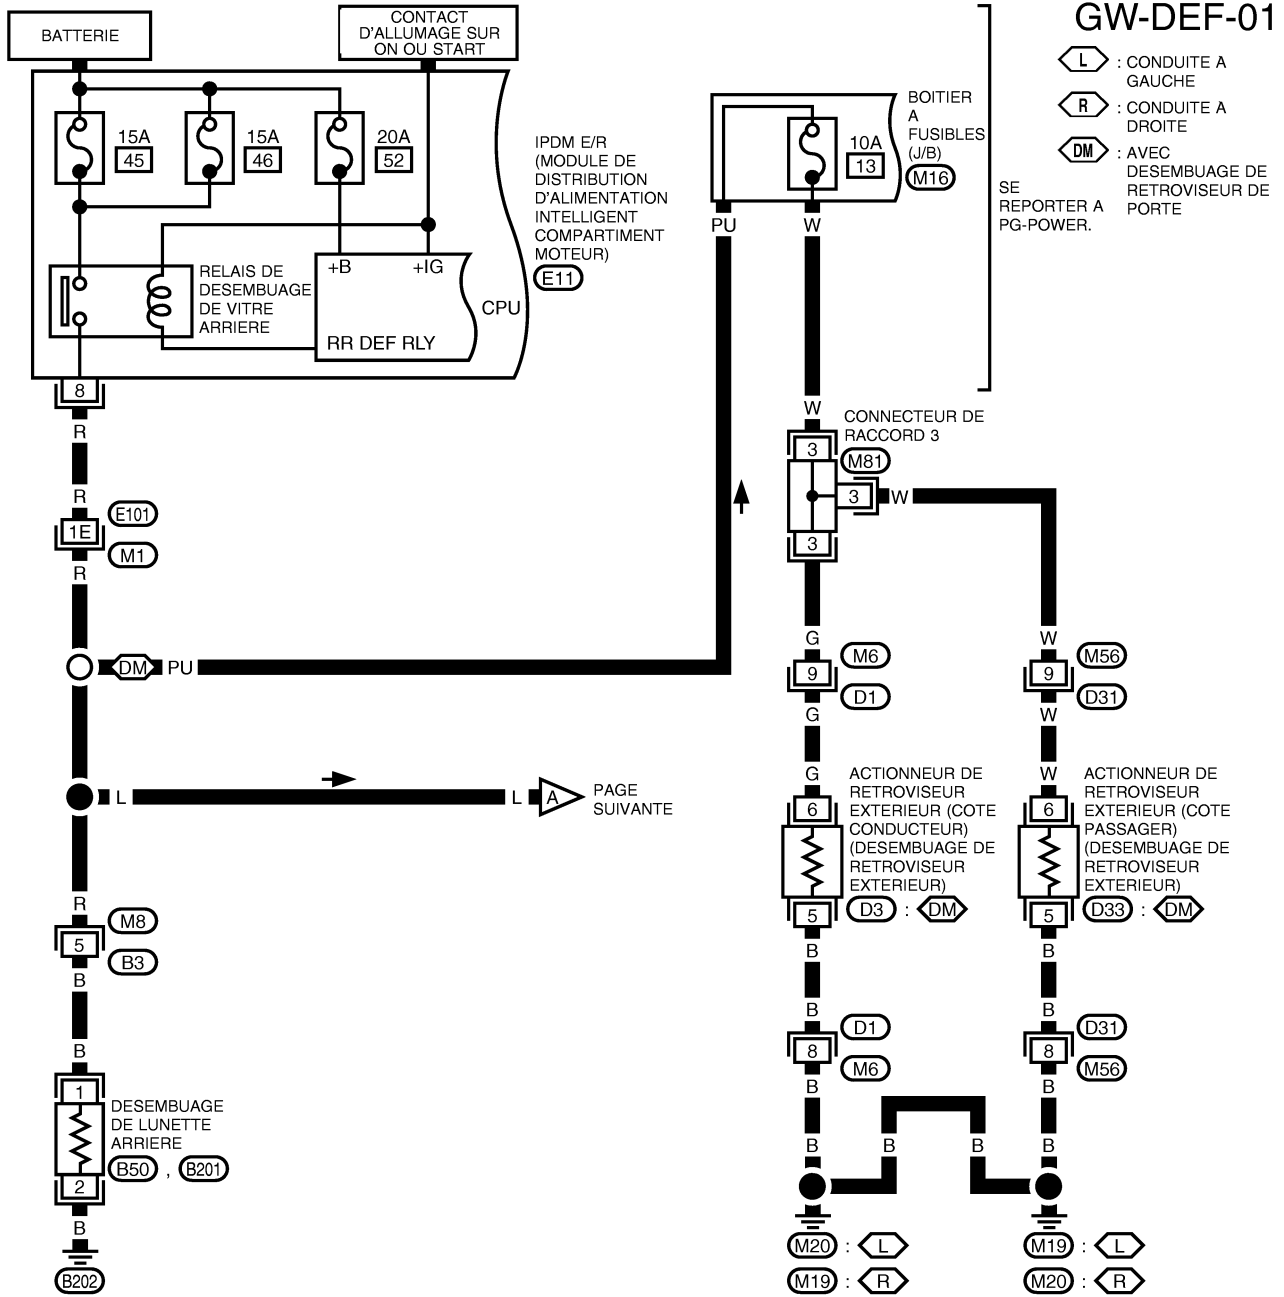 GW-DEF-01
BATTERIE
CONTACT
D'ALLUMAGE SUR
ON OU START
L : CONDUITE A
GAUCHE
R : CONDUITE A
DROITE
DM : AVEC
DESEMBUAGE DE
RETROVISEUR DE
PORTE
15A
45
15A
46
20A
52
IPDM E/R
(MODULE DE
DISTRIBUTION
D'ALIMENTATION
INTELLIGENT
COMPARTIMENT
MOTEUR)
E11
10A
13
BOITIER
A
FUSIBLES
(J/B)
M16
SE
REPORTER A
PG-POWER.
PU
W
RELAIS DE
DESEMBUAGE
DE VITRE
ARRIERE
+B
+IG
CPU
RR DEF RLY
8
R
R
E101
1E
M1
R
W
CONNECTEUR DE
RACCORD 3
3
M81
3
W
3
DM
PU
G
M6
9
D1
G
G
W
M56
9
D31
W
W
L
L
A
PAGE
SUIVANTE
6
ACTIONNEUR DE
RETROVISEUR
EXTERIEUR (COTE
CONDUCTEUR)
(DESEMBUAGE DE
RETROVISEUR
EXTERIEUR)
D3 : DM
5
6
ACTIONNEUR DE
RETROVISEUR
EXTERIEUR (COTE
PASSAGER)
(DESEMBUAGE DE
RETROVISEUR
EXTERIEUR)
D33 : DM
5
R
M8
5
B3
B
B
B
B
D1
8
M6
B
B
B
B
D31
8
M56
B
B
B
B
1
DESEMBUAGE
DE LUNETTE
ARRIERE
B50 , B201
2
B
B202
M20 : L
M19 : R
M19 : L
M20 : R